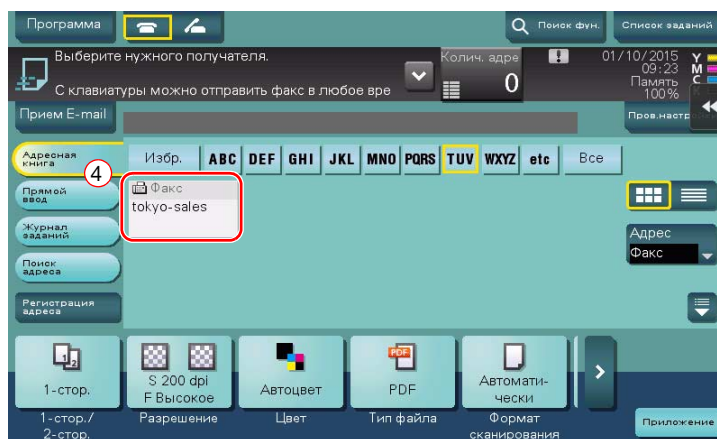 Программа
Поиск фун.
Список заданий
Выберите нужного получателя.
С клавиатуры можно отправить факс в любое вре
Колич. адре
0
01/10/2015
09:23
Память
100%
Y
M
C
K
Прием E-mail
Пров.настр
Адресная
книга
4
Избр.
ABC
DEF
GHI
JKL
MNO
PQRS
TUV
WXYZ
etc
Все
Прямой
ввод
Факс
tokyo-sales
Журнал
заданий
Поиск
адреса
Регистрация
адреса
Адрес
Факс
1-стор.
S 200 dpi
F Высокое
Автоцвет
PDF
PDF
Автомати-
чески
1-стор./
2-стор.
Разрешение
Цвет
Тип файла
Формат
сканирования
Приложение